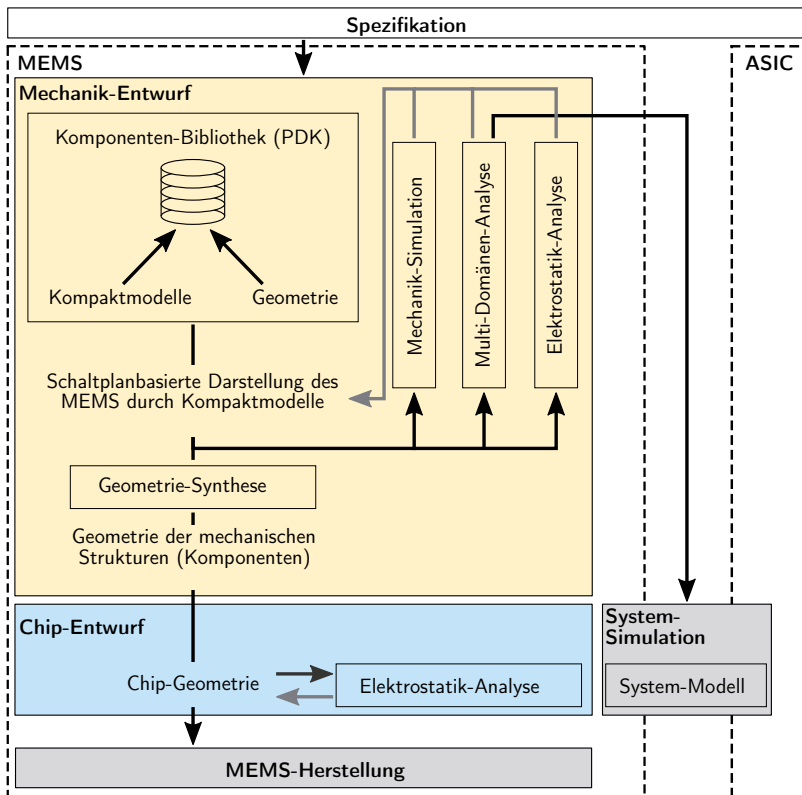 Spezifikation
MEMS
ASIC
Mechanik-Entwurf
Komponenten-Bibliothek (PDK)
Kompaktmodelle
Geometrie
Mechanik-Simulation
Multi-Domänen-Analyse
Elektrostatik-Analyse
Schaltplanbasierte Darstellung des
MEMS durch Kompaktmodelle
Geometrie-Synthese
Geometrie der mechanischen
Strukturen (Komponenten)
Chip-Entwurf
Chip-Geometrie
Elektrostatik-Analyse
System-
Simulation
System-Modell
MEMS-Herstellung